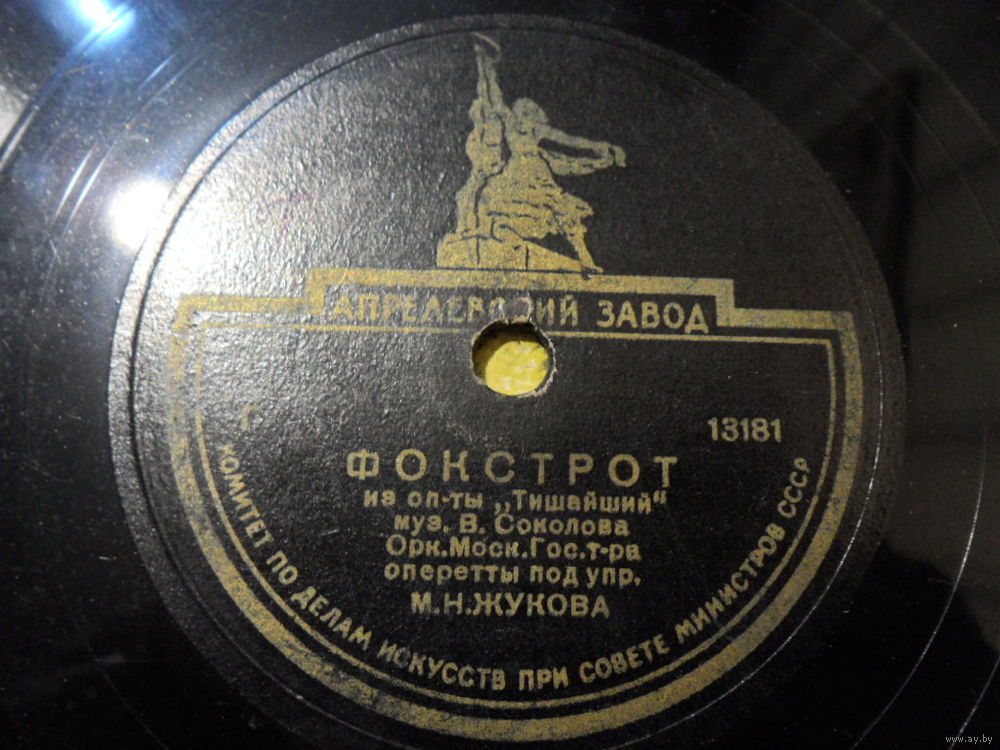 АПРЕЛЕВСКИЙ ЗАВОД
Г
13181
ФОКСТРОТ
из оп-ты „Тишайший"
муз. В. Соколова
Орк.Моск.Гос.т-ра
оперетты под упр.
М.Н.ЖУКОВА
КОМИТЕТ ПО ДЕЛАМ ИСКУССТВ ПРИ СОВЕТЕ МИНИСТРОВ СССР
www.ay.by